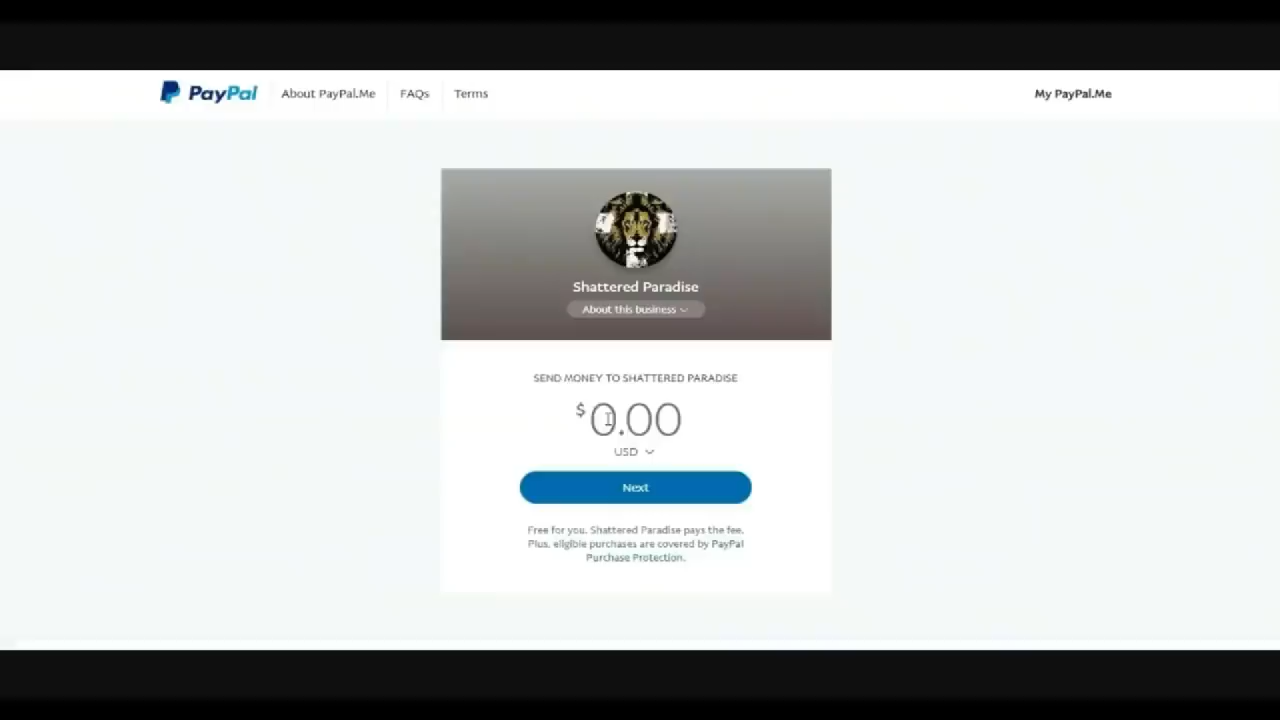 PayPal
About PayPal.Me
FAQs
Terms
My PayPal.Me
Shattered Paradise
About this business
SEND MONEY TO SHATTERED PARADISE
$0.00
USD
Next
Free for you. Shattered Paradise pays the fee.
Plus, eligible purchases are covered by PayPal
Purchase Protection.